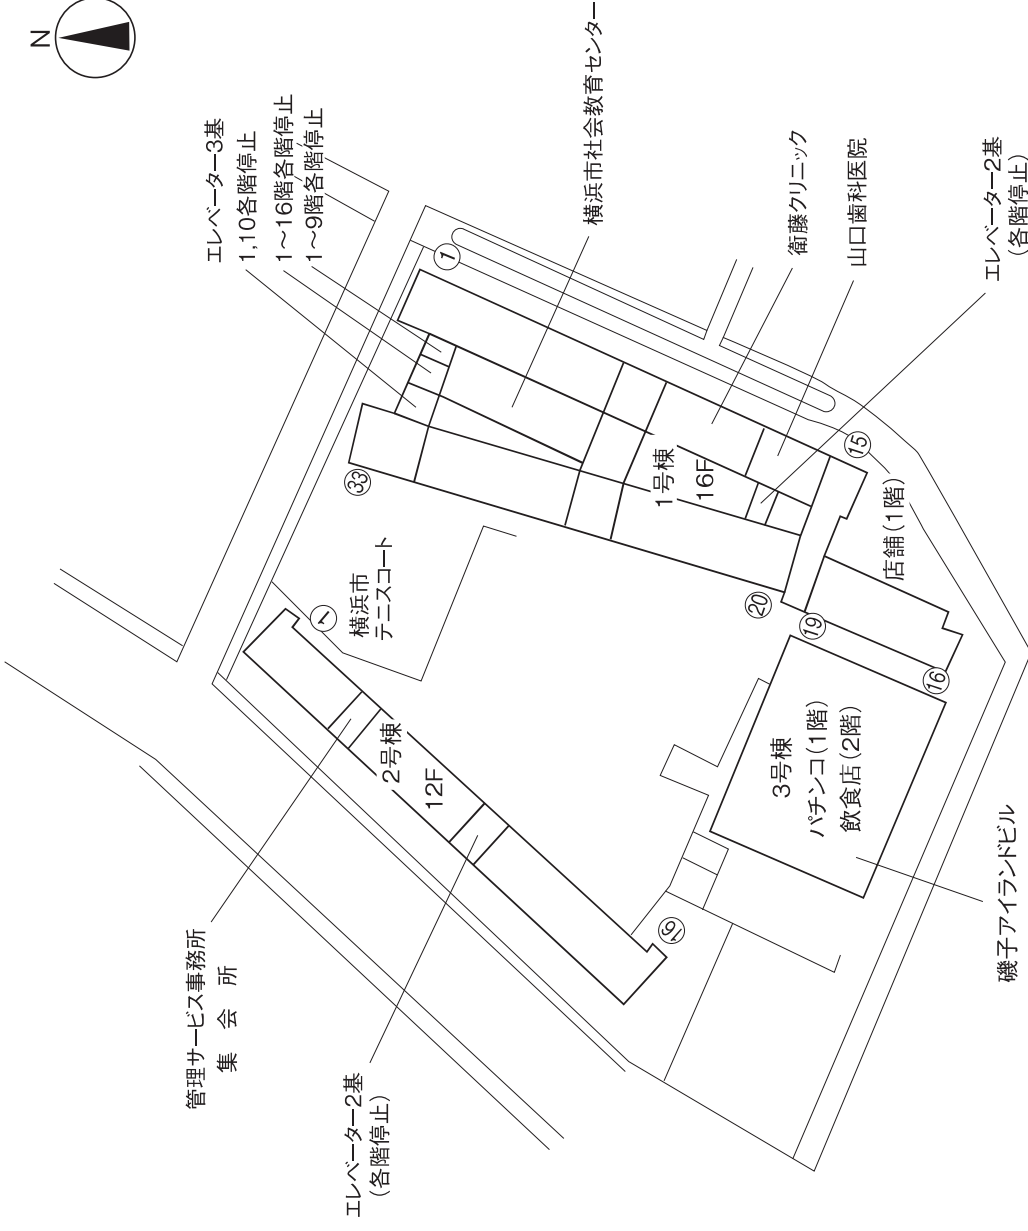 N
エレベーター3基
1,10各階停止
1〜16階各階停止
1〜9階各階停止
横浜市社会教育センター
衛藤クリニック
山口歯科医院
エレベーター2基
(各階停止)
1
33
1号棟
16F
15
店舗(1階)
20
19
16
横浜市
テニスコート
1
2号棟
12F
16
3号棟
パチンコ(1階)
飲食店(2階)
管理サービス事務所
集会所
エレベーター2基
(各階停止)
磯子アイランドビル